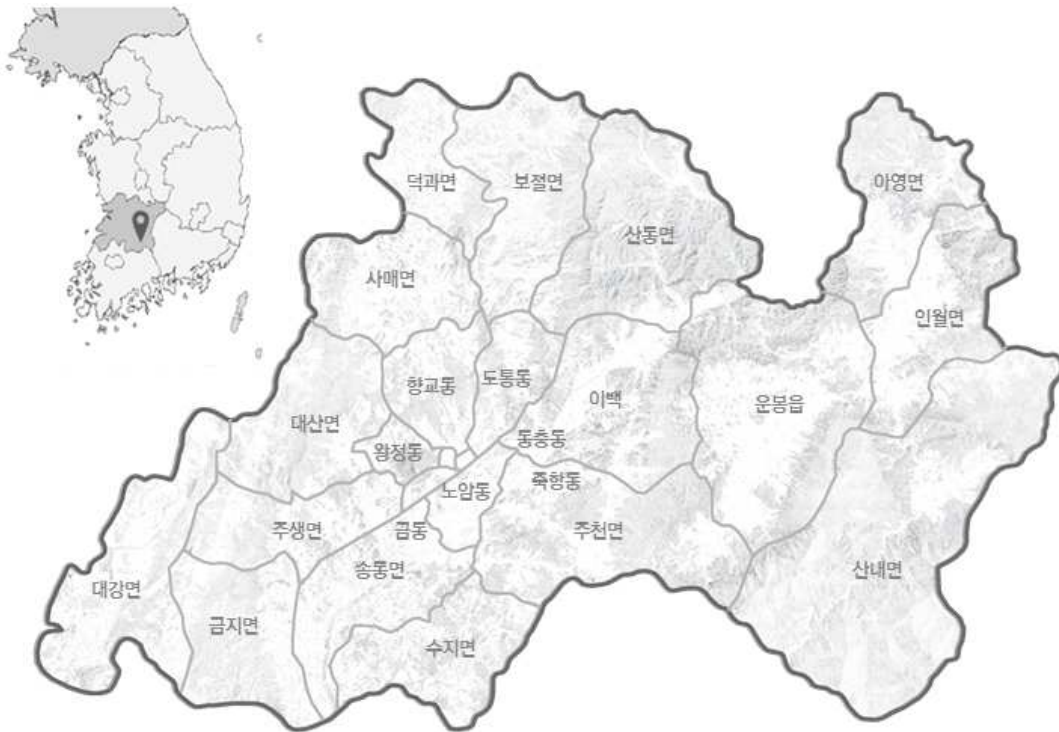 덕과면
보절면
아영면
산동면
사매면
인월면
향교동
도통동
이백
운봉읍
대산면
왕정동
동충동
노암동
죽항동
주생면
금동
주천면
송동면
산내면
대강면
금지면
수지면